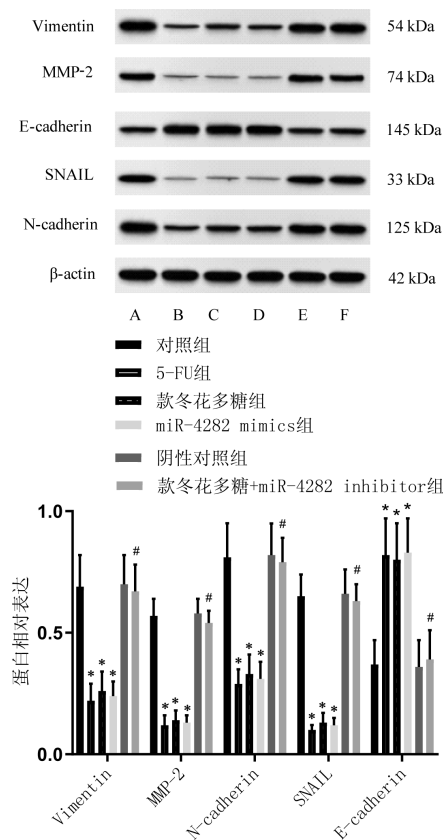 Vimentin 54 kDa
MMP-2 74 kDa
E-cadherin 145 kDa
SNAIL 33 kDa
N-cadherin 125 kDa
β-actin 42 kDa
A B C D E F
对照组
5-FU组
款冬花多糖组
miR-4282 mimics组
阴性对照组
款冬花多糖+miR-4282 inhibitor组
蛋白相对表达
1.0
0.5
0.0
* * * #
* * * #
* * * #
* * * #
* * * #
Vimentin
MMP-2
N-cadherin
SNAIL
E-cadherin